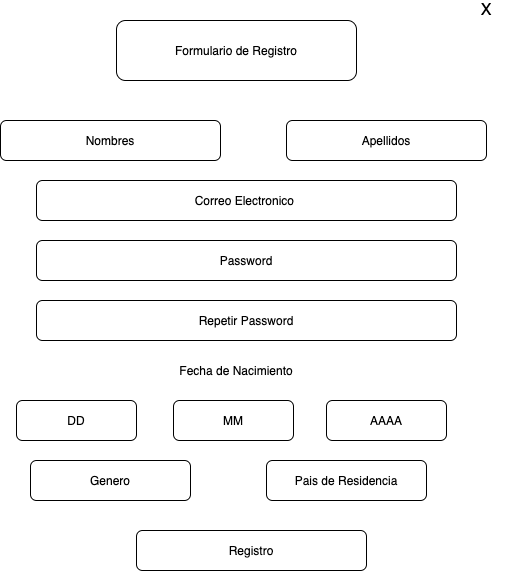 X
Formulario de Registro
Nombres
Apellidos
Correo Electronico
Password
Repetir Password
Fecha de Nacimiento
DD
MM
AAAA
Genero
Pais de Residencia
Registro